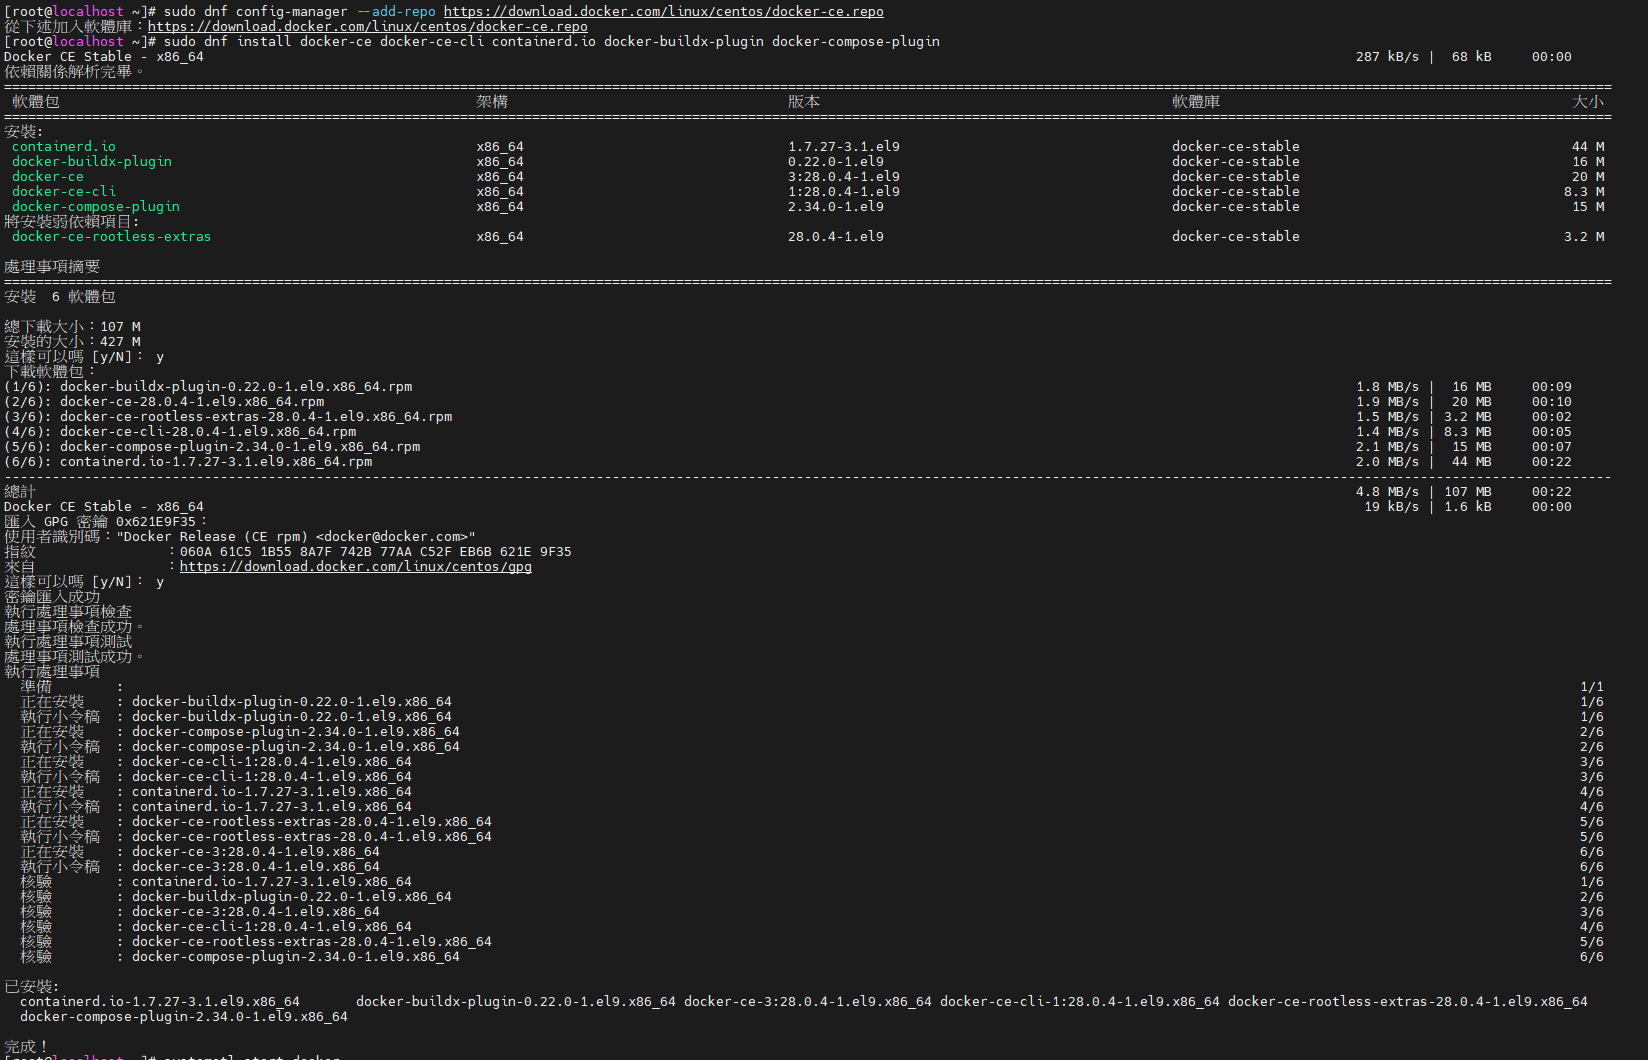 [root@localhost ~]# sudo dnf config-manager --add-repo https://download.docker.com/linux/centos/docker-ce.repo
從下述加入軟體庫：https://download.docker.com/linux/centos/docker-ce.repo
[root@localhost ~]# sudo dnf install docker-ce docker-ce-cli containerd.io docker-buildx-plugin docker-compose-plugin
Docker CE Stable - x86_64 287 kB/s | 68 kB 00:00
依賴關係解析完畢。
================================================================================
軟體包 架構 版本 軟體庫 大小
================================================================================
安裝:
containerd.io x86_64 1.7.27-3.1.el9 docker-ce-stable 44 M
docker-buildx-plugin x86_64 0.22.0-1.el9 docker-ce-stable 16 M
docker-ce x86_64 3:28.0.4-1.el9 docker-ce-stable 20 M
docker-ce-cli x86_64 1:28.0.4-1.el9 docker-ce-stable 8.3 M
docker-compose-plugin x86_64 2.34.0-1.el9 docker-ce-stable 15 M
將安裝弱依賴項目:
docker-ce-rootless-extras x86_64 28.0.4-1.el9 docker-ce-stable 3.2 M
處理事項摘要
================================================================================
安裝 6 軟體包
總下載大小：107 M
安裝的大小：427 M
這樣可以嗎 [y/N]： y
下載軟體包：
(1/6): docker-buildx-plugin-0.22.0-1.el9.x86_64.rpm 1.8 MB/s | 16 MB 00:09
(2/6): docker-ce-28.0.4-1.el9.x86_64.rpm 1.9 MB/s | 20 MB 00:10
(3/6): docker-ce-rootless-extras-28.0.4-1.el9.x86_64.rpm 1.5 MB/s | 3.2 MB 00:02
(4/6): docker-ce-cli-28.0.4-1.el9.x86_64.rpm 1.4 MB/s | 8.3 MB 00:05
(5/6): docker-compose-plugin-2.34.0-1.el9.x86_64.rpm 2.1 MB/s | 15 MB 00:07
(6/6): containerd.io-1.7.27-3.1.el9.x86_64.rpm 2.0 MB/s | 44 MB 00:22
--------------------------------------------------------------------------------
總計 4.8 MB/s | 107 MB 00:22
Docker CE Stable - x86_64 19 kB/s | 1.6 kB 00:00
匯入 GPG 密鑰 0x621E9F35：
使用者識別碼："Docker Release (CE rpm) <docker@docker.com>"
指紋 ：060A 61C5 1B55 8A7F 742B 77AA C52F EB6B 621E 9F35
來自 ：https://download.docker.com/linux/centos/gpg
這樣可以嗎 [y/N]： y
密鑰匯入成功
執行處理事項檢查
處理事項檢查成功。
執行處理事項測試
處理事項測試成功。
執行處理事項
準備 : 1/1
正在安裝 : docker-buildx-plugin-0.22.0-1.el9.x86_64 1/6
執行小令稿 : docker-buildx-plugin-0.22.0-1.el9.x86_64 1/6
正在安裝 : docker-compose-plugin-2.34.0-1.el9.x86_64 2/6
執行小令稿 : docker-compose-plugin-2.34.0-1.el9.x86_64 2/6
正在安裝 : docker-ce-cli-1:28.0.4-1.el9.x86_64 3/6
執行小令稿 : docker-ce-cli-1:28.0.4-1.el9.x86_64 3/6
正在安裝 : containerd.io-1.7.27-3.1.el9.x86_64 4/6
執行小令稿 : containerd.io-1.7.27-3.1.el9.x86_64 4/6
正在安裝 : docker-ce-rootless-extras-28.0.4-1.el9.x86_64 5/6
執行小令稿 : docker-ce-rootless-extras-28.0.4-1.el9.x86_64 5/6
正在安裝 : docker-ce-3:28.0.4-1.el9.x86_64 6/6
執行小令稿 : docker-ce-3:28.0.4-1.el9.x86_64 6/6
核驗 : containerd.io-1.7.27-3.1.el9.x86_64 1/6
核驗 : docker-buildx-plugin-0.22.0-1.el9.x86_64 2/6
核驗 : docker-ce-3:28.0.4-1.el9.x86_64 3/6
核驗 : docker-ce-cli-1:28.0.4-1.el9.x86_64 4/6
核驗 : docker-ce-rootless-extras-28.0.4-1.el9.x86_64 5/6
核驗 : docker-compose-plugin-2.34.0-1.el9.x86_64 6/6
已安裝:
containerd.io-1.7.27-3.1.el9.x86_64 docker-buildx-plugin-0.22.0-1.el9.x86_64 docker-ce-3:28.0.4-1.el9.x86_64 docker-ce-cli-1:28.0.4-1.el9.x86_64 docker-ce-rootless-extras-28.0.4-1.el9.x86_64
docker-compose-plugin-2.34.0-1.el9.x86_64
完成！
[root@localhost ~]# systemctl start docker